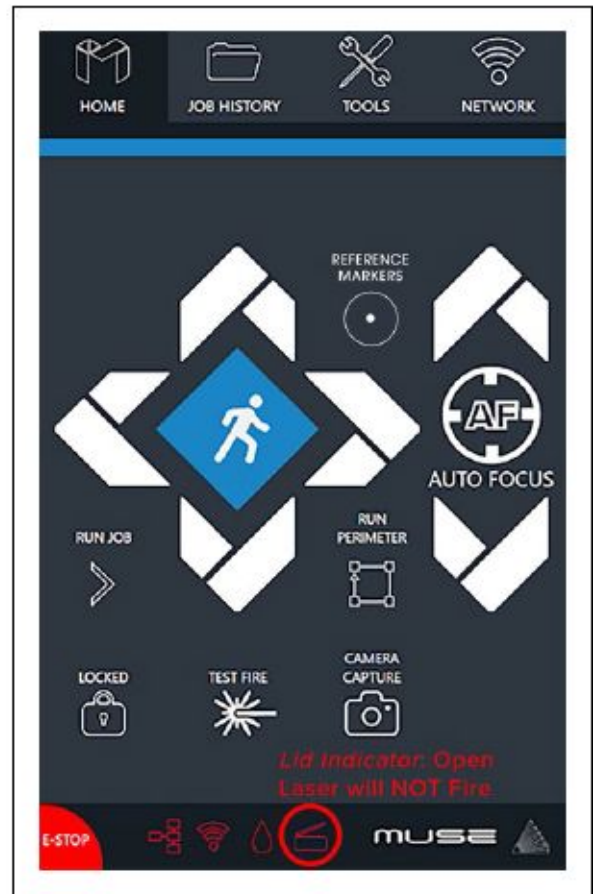 HOME
JOB HISTORY
TOOLS
NETWORK
REFERENCE
MARKERS
AF
AUTO FOCUS
RUN JOB
RUN
PERIMETER
LOCKED
TEST FIRE
CAMERA
CAPTURE
Lid Indicator: Open
Laser will NOT Fire
E-STOP
muse